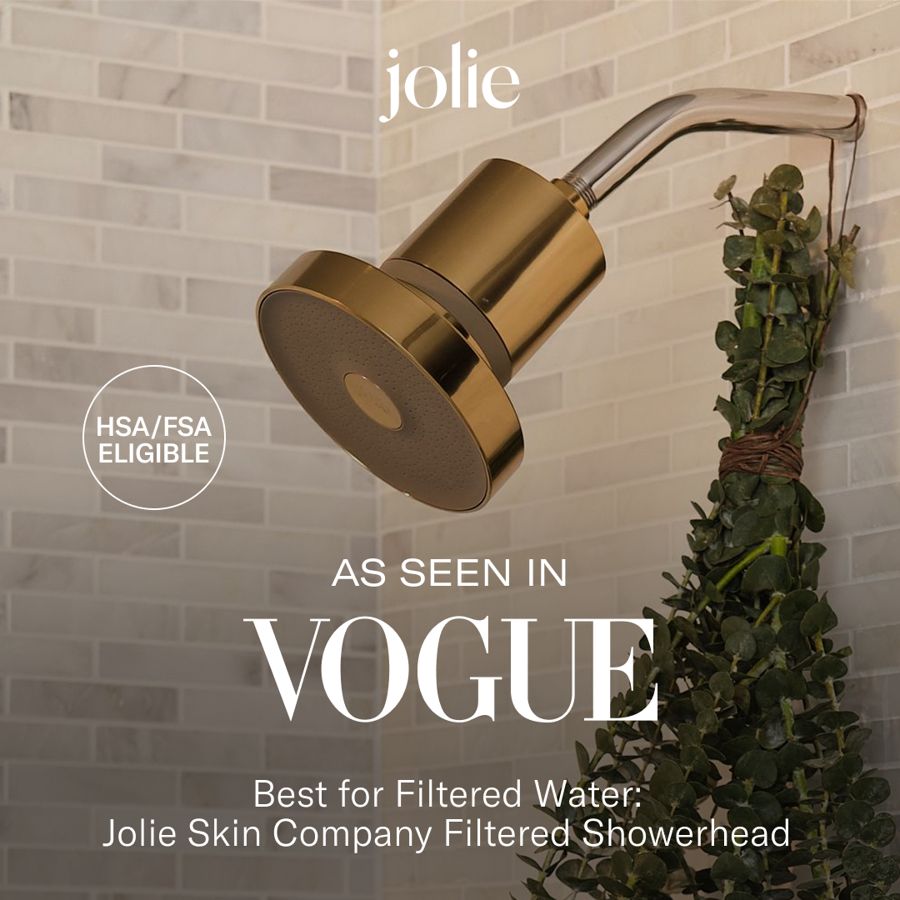 jolie
HSA/FSA
ELIGIBLE
AS SEEN IN
VOGUE
Best for Filtered Water:
Jolie Skin Company Filtered Showerhead